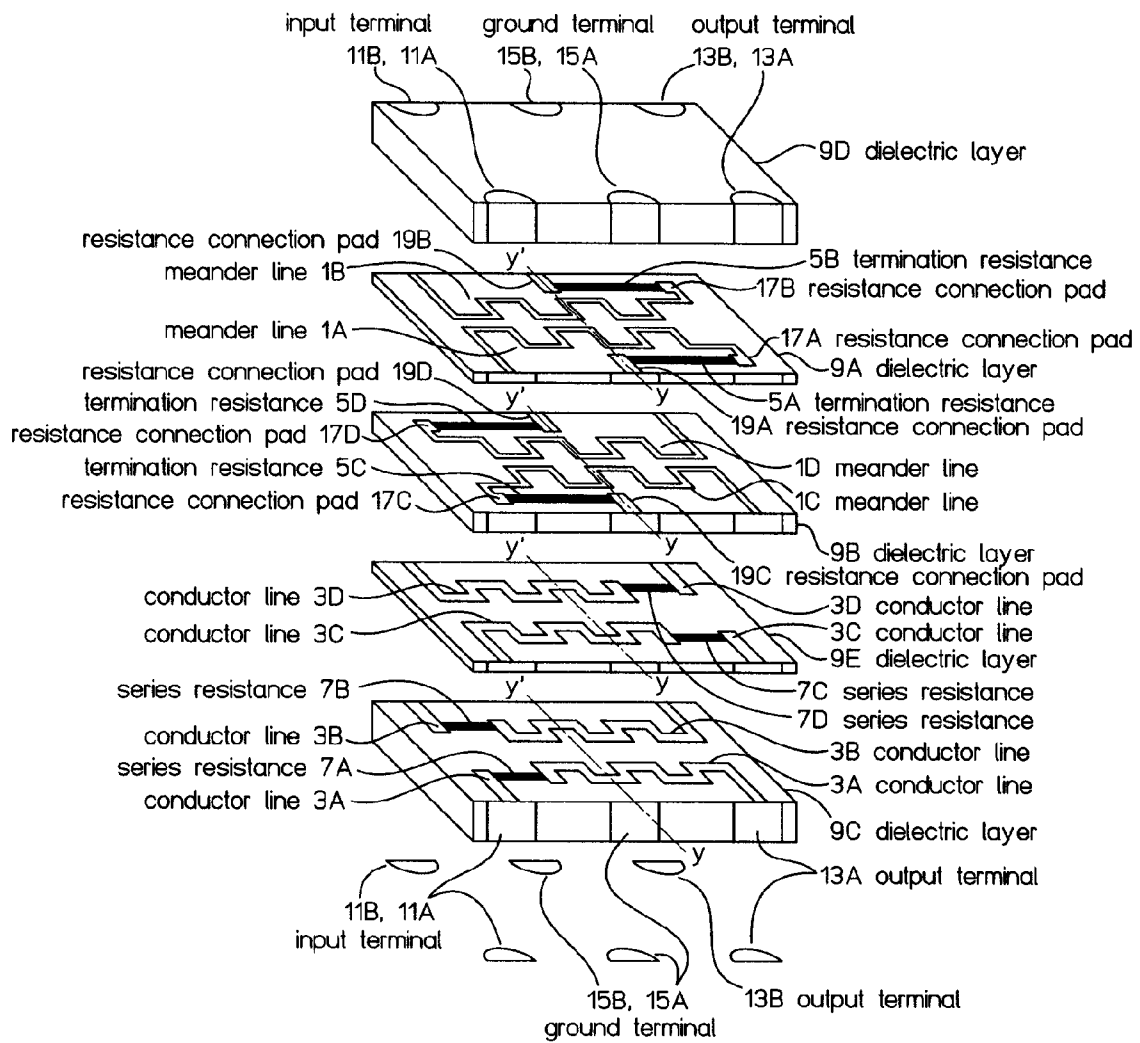 input terminal ground terminal output terminal
11B, 11A 15B, 15A 13B, 13A
9D dielectric layer
resistance connection pad 19B
y'
5B termination resistance
meander line 1B
17B resistance connection pad
meander line 1A
17A resistance connection pad
resistance connection pad 19D
y' y
9A dielectric layer
termination resistance 5D
5A termination resistance
resistance connection pad 17D
19A resistance connection pad
termination resistance 5C
1D meander line
resistance connection pad 17C
1C meander line
y' y
9B dielectric layer
19C resistance connection pad
conductor line 3D
3D conductor line
conductor line 3C
3C conductor line
9E dielectric layer
series resistance 7B
y' y
7C series resistance
7D series resistance
conductor line 3B
3B conductor line
series resistance 7A
3A conductor line
conductor line 3A
9C dielectric layer
y
13A output terminal
11B, 11A
input terminal
15B, 15A
ground terminal
13B output terminal